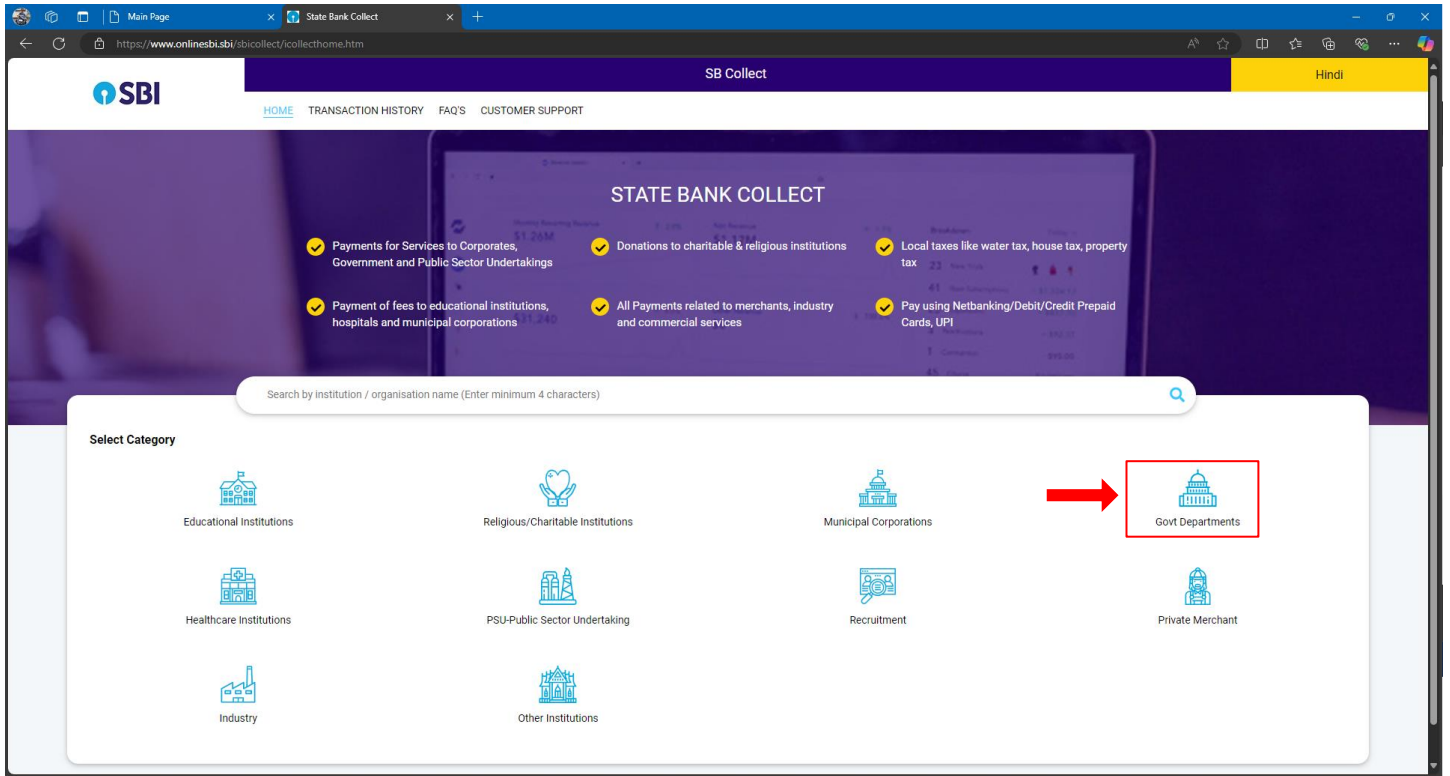 Main Page
State Bank Collect
https://www.onlinesbi.sbi/sbicollect/icollecthome.htm
SBI
SB Collect
Hindi
HOME TRANSACTION HISTORY FAQ'S CUSTOMER SUPPORT
STATE BANK COLLECT
Payments for Services to Corporates,
Government and Public Sector Undertakings
Donations to charitable & religious institutions
Local taxes like water tax, house tax, property
tax
Payment of fees to educational institutions,
hospitals and municipal corporations
All Payments related to merchants, industry
and commercial services
Pay using Netbanking/Debit/Credit Prepaid
Cards, UPI
Search by institution / organisation name (Enter minimum 4 characters)
Select Category
Educational Institutions
Religious/Charitable Institutions
Municipal Corporations
Govt Departments
Healthcare Institutions
PSU-Public Sector Undertaking
Recruitment
Private Merchant
Industry
Other Institutions